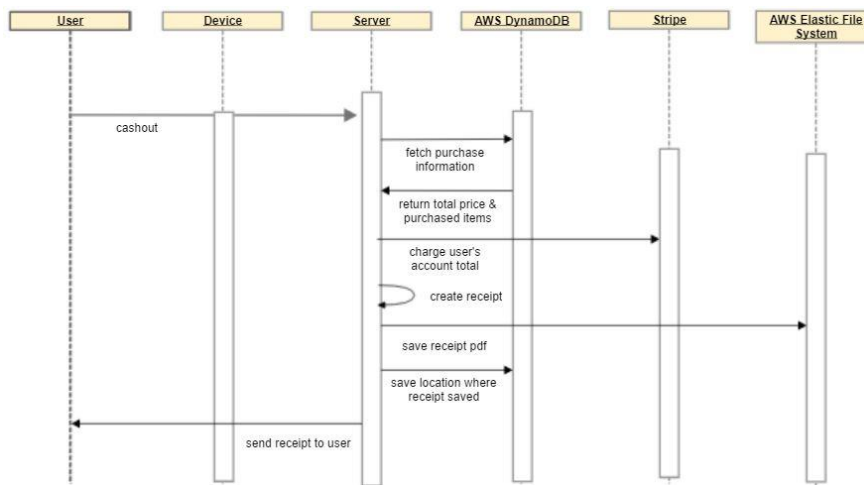 User
Device
Server
AWS DynamoDB
Stripe
AWS Elastic File
System
cashout
fetch purchase
information
return total price &
purchased items
charge user's
account total
create receipt
save receipt pdf
save location where
receipt saved
send receipt to user